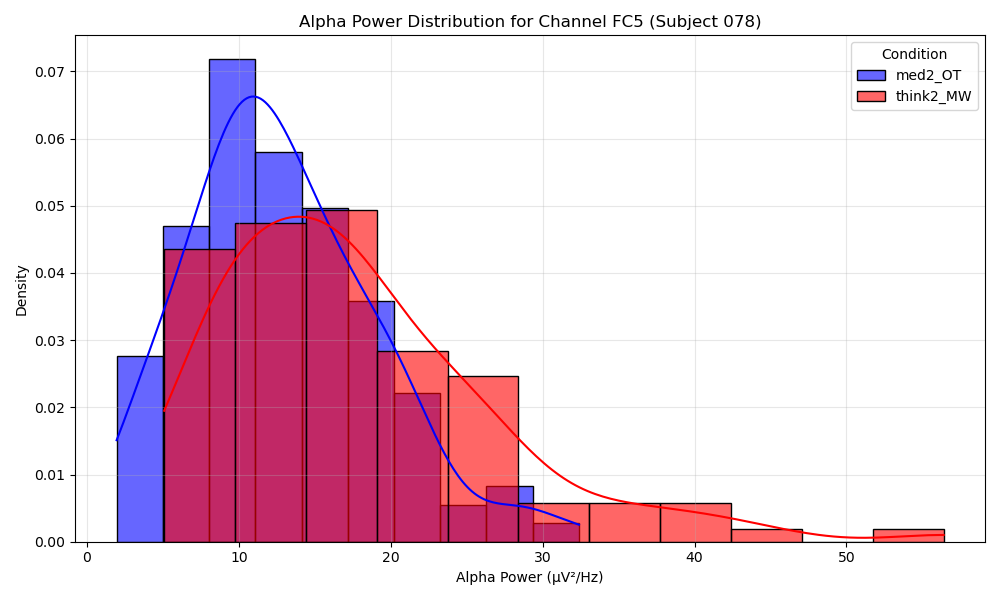 Alpha Power Distribution for Channel FC5 (Subject 078)
Condition
med2_OT
think2_MW
Density
0.07
0.06
0.05
0.04
0.03
0.02
0.01
0.00
0
10
20
30
40
50
Alpha Power (µV²/Hz)